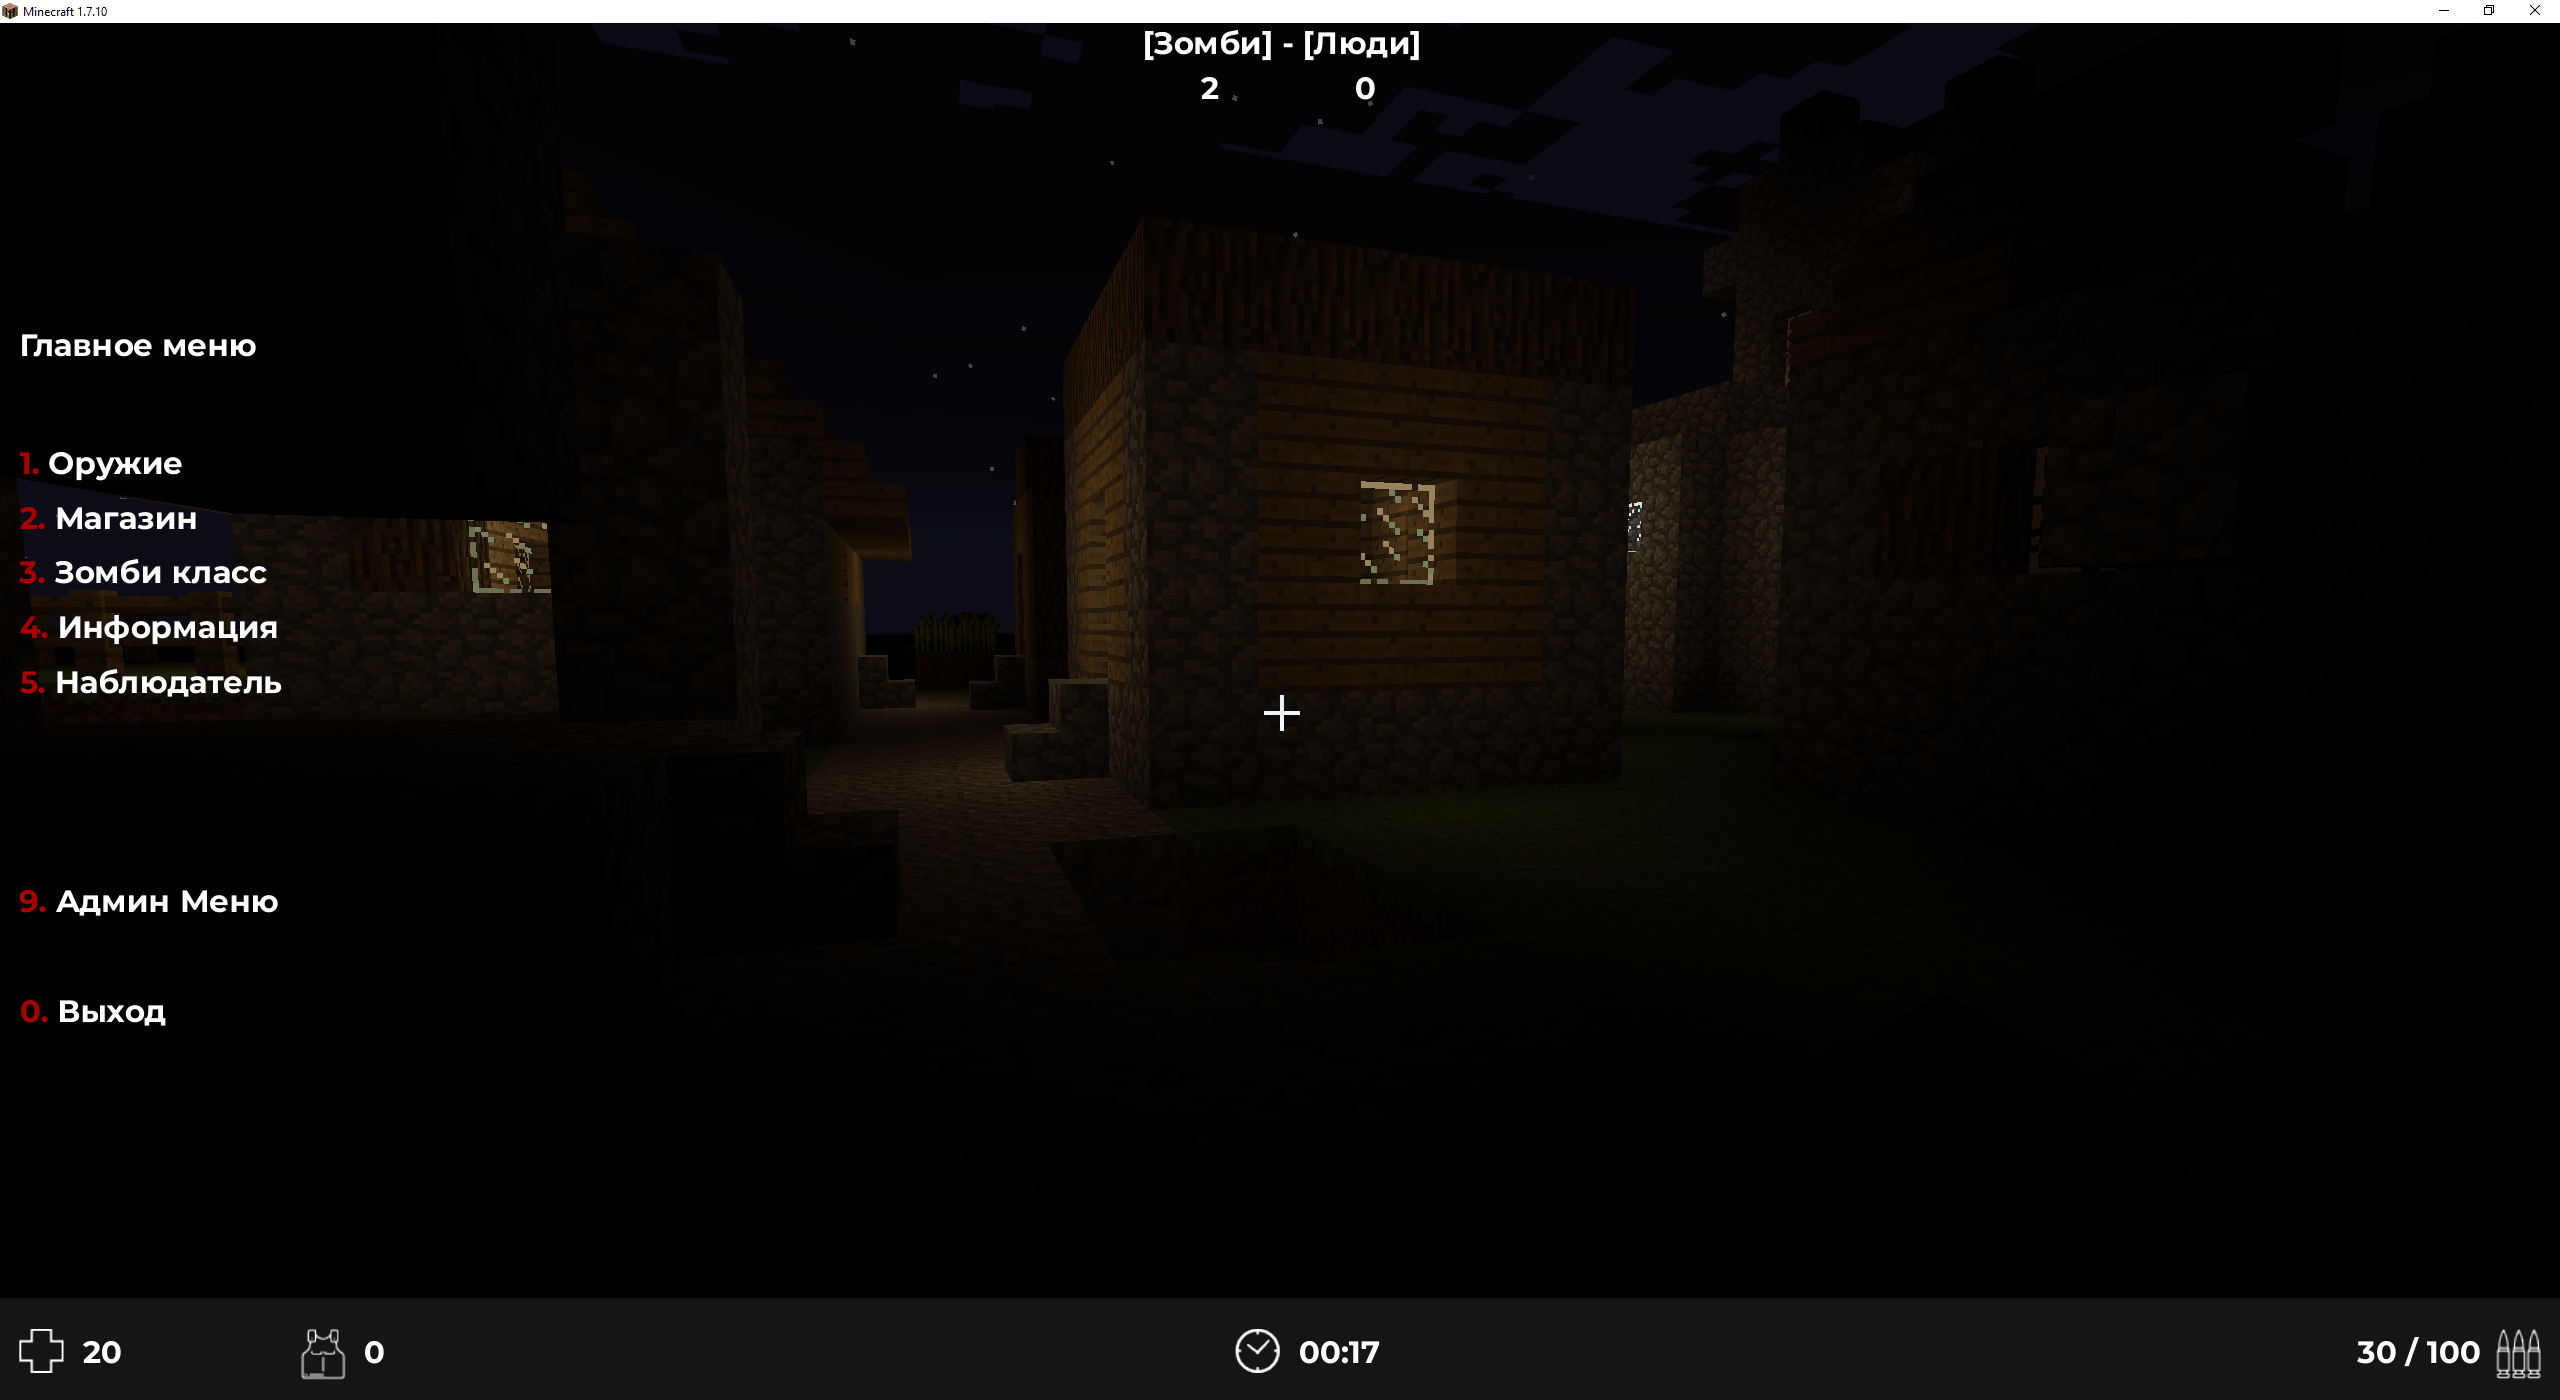 Minecraft 1.7.10
[Зомби] - [Люди]
2 0
Главное меню
1. Оружие
2. Магазин
3. Зомби класс
4. Информация
5. Наблюдатель
9. Админ Меню
0. Выход
20 0 00:17 30 / 100